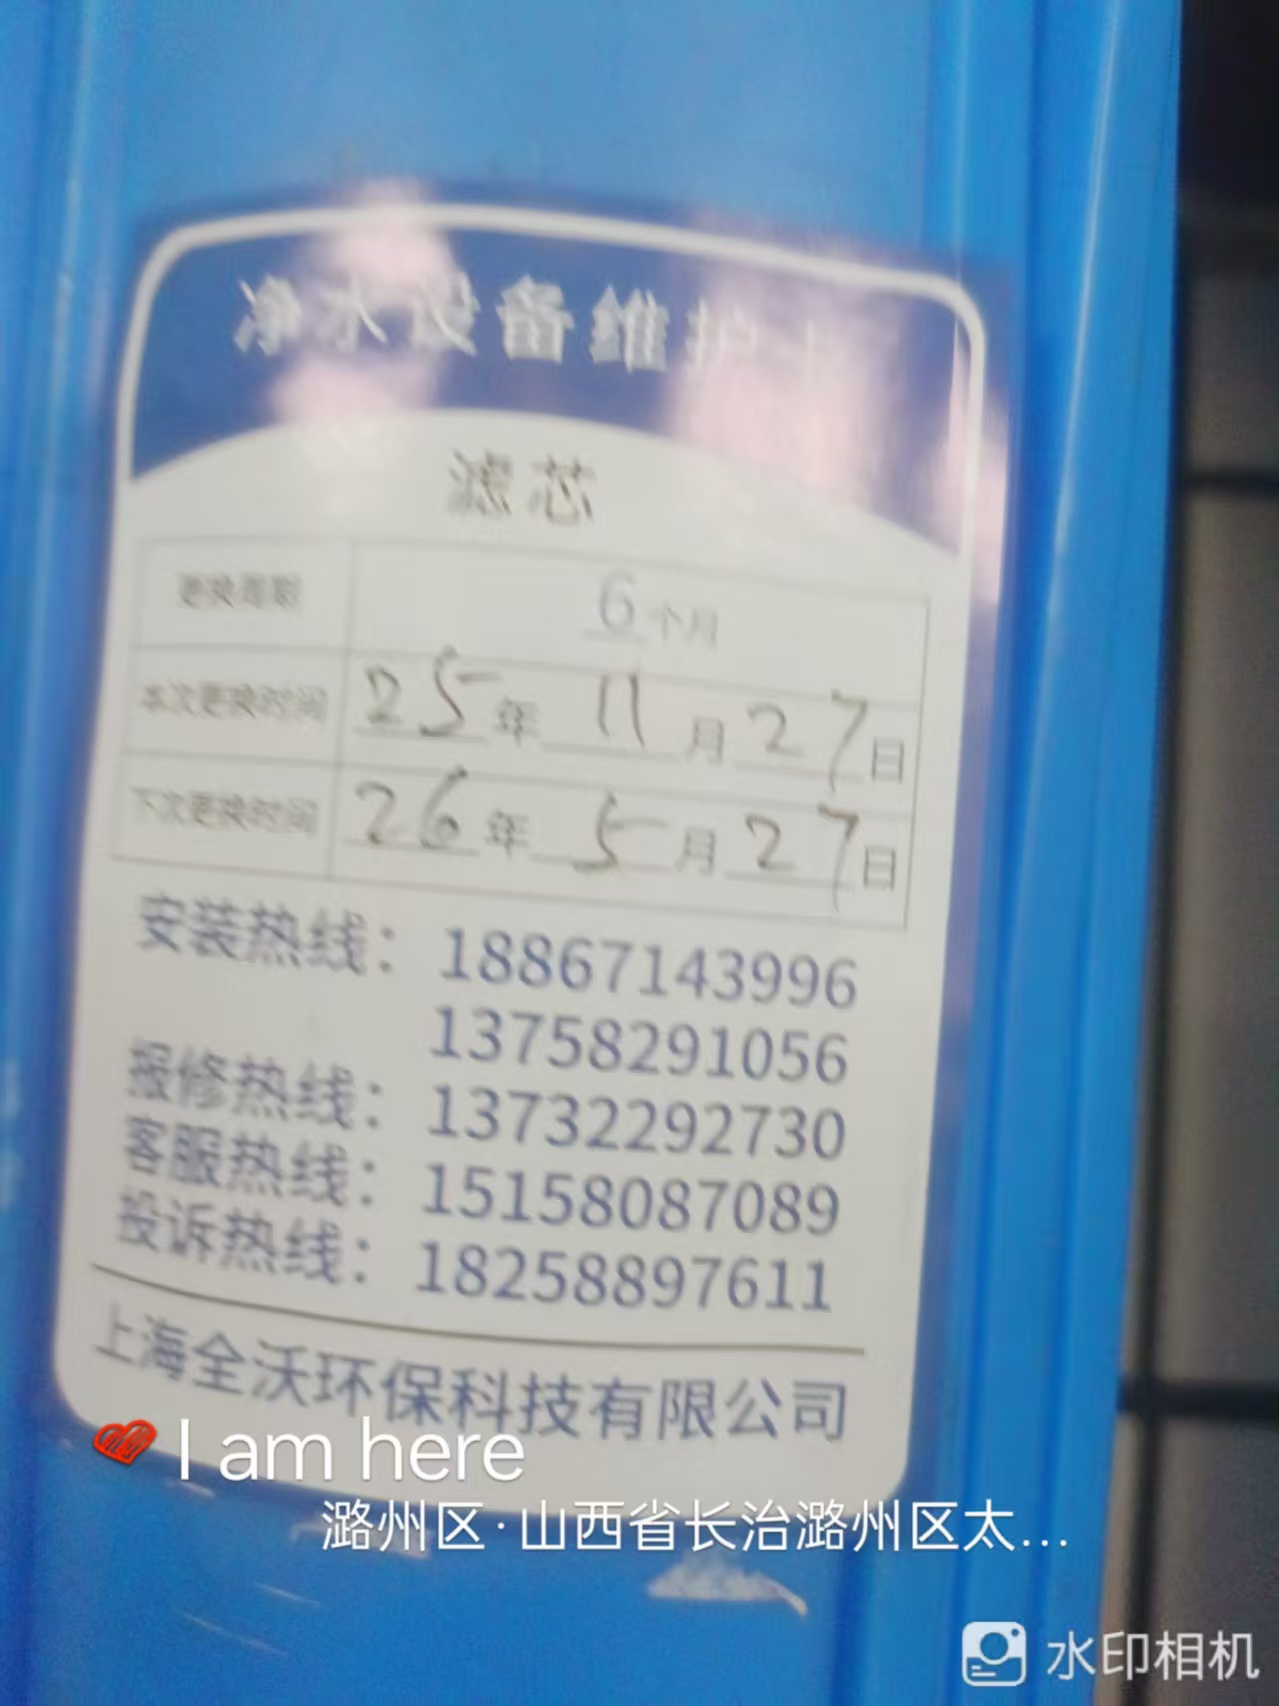 净水设备维护卡
滤芯
更换周期 6个月
本次更换时间 25年11月27日
下次更换时间 26年5月27日
安装热线：18867143996
13758291056
报修热线：13732292730
客服热线：15158087089
投诉热线：18258897611
上海全沃环保科技有限公司
I am here
潞州区·山西省长治潞州区太...
水印相机